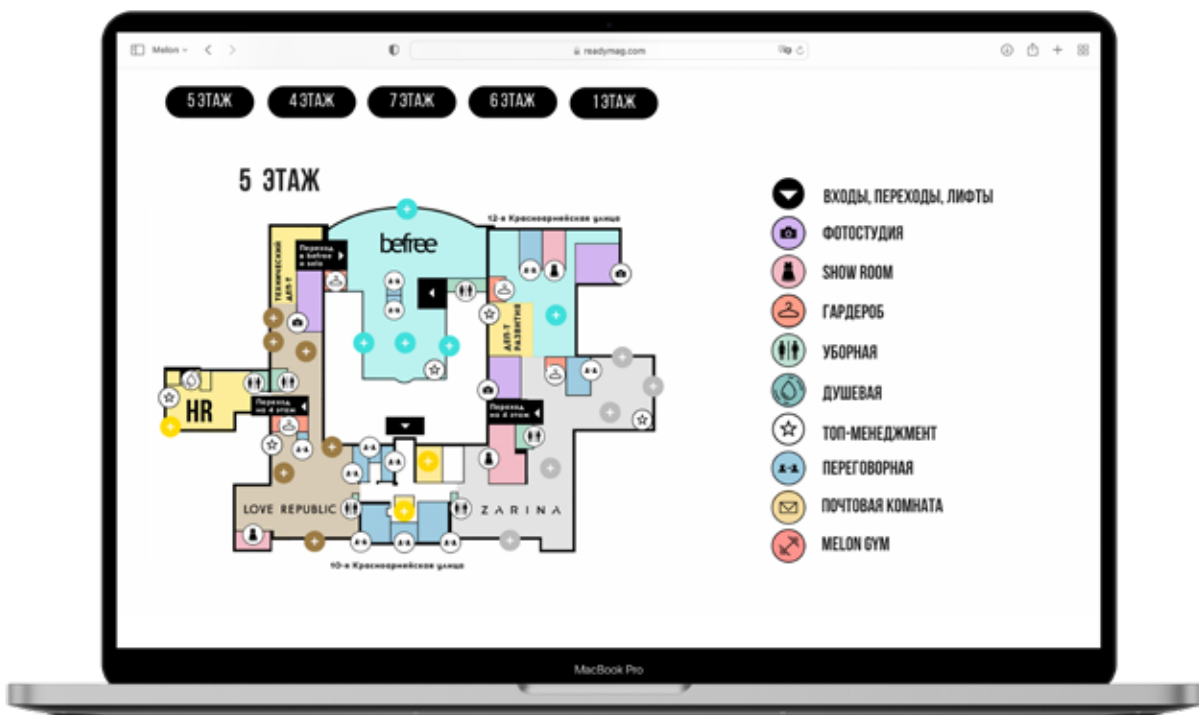 Melon
readymag.com
5 ЭТАЖ
4 ЭТАЖ
7 ЭТАЖ
6 ЭТАЖ
1 ЭТАЖ
5 ЭТАЖ
12-я Красноармейская улица
befree
ТЕХНИЧЕСКИЙ
ДЕП-Т
Переход
в befree
и sela
ДЕП-Т
РАЗВИТИЯ
HR
Переход
на 4 этаж
Переход
на 4 этаж
LOVE REPUBLIC
ZARINA
10-я Красноармейская улица
ВХОДЫ, ПЕРЕХОДЫ, ЛИФТЫ
ФОТОСТУДИЯ
SHOW ROOM
ГАРДЕРОБ
УБОРНАЯ
ДУШЕВАЯ
ТОП-МЕНЕДЖМЕНТ
ПЕРЕГОВОРНАЯ
ПОЧТОВАЯ КОМНАТА
MELON GYM
MacBook Pro